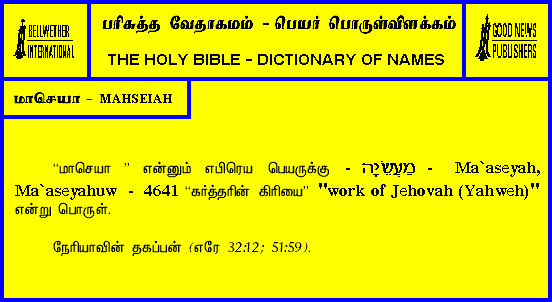 BELLWETHER
INTERNATIONAL
பரிசுத்த வேதாகமம் - பெயர் பொருள்விளக்கம்
THE HOLY BIBLE - DICTIONARY OF NAMES
GOOD NEWS
PUBLISHERS
மாசெயா - MAHSEIAH
“மாசெயா ” என்னும் எபிரெய பெயருக்கு - מַעֲשֵׂיָה - Ma`aseyah,
Ma`aseyahuw - 4641 “கர்த்தரின் கிரியை” "work of Jehovah (Yahweh)"
என்று பொருள்.
நேரியாவின் தகப்பன் (எரே 32:12; 51:59).